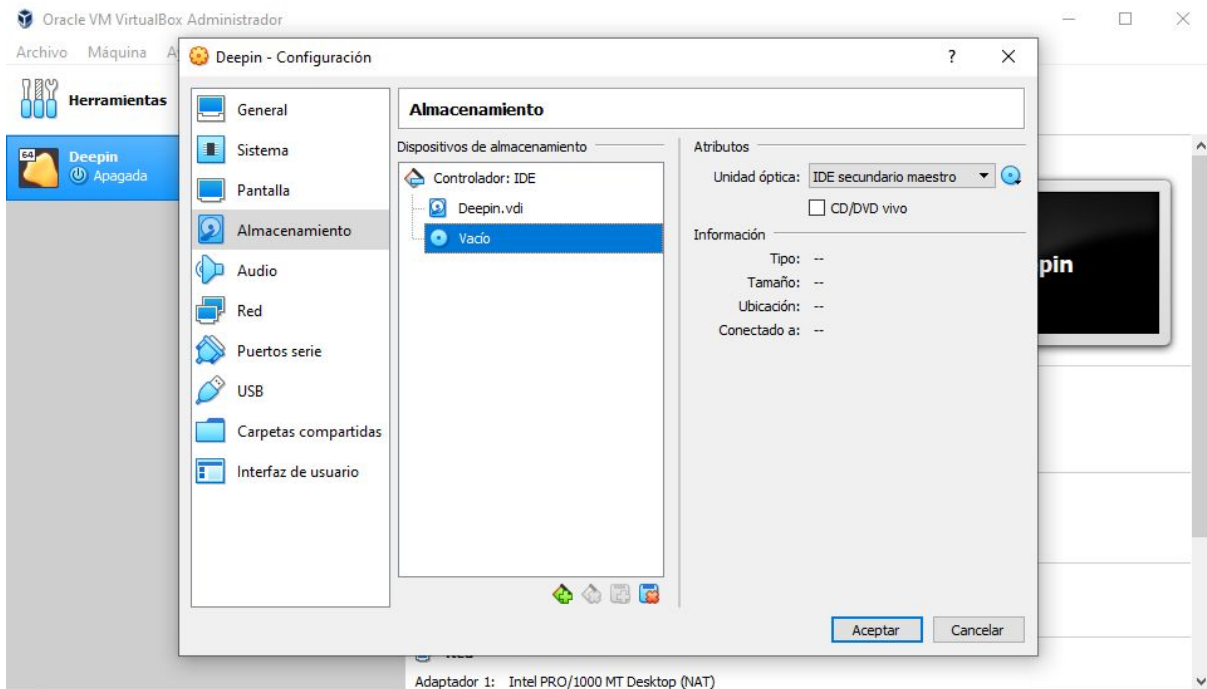 Oracle VM VirtualBox Administrador
Archivo Máquina
Deepin - Configuración
?
Herramientas
64
Deepin
Apagada
General
Sistema
Pantalla
Almacenamiento
Audio
Red
Puertos serie
USB
Carpetas compartidas
Interfaz de usuario
Almacenamiento
Dispositivos de almacenamiento
Controlador: IDE
Deepin.vdi
Vacío
Atributos
Unidad óptica: IDE secundario maestro
CD/DVD vivo
Información
Tipo: --
Tamaño: --
Ubicación: --
Conectado a: --
pin
Aceptar Cancelar
Adaptador 1: Intel PRO/1000 MT Desktop (NAT)